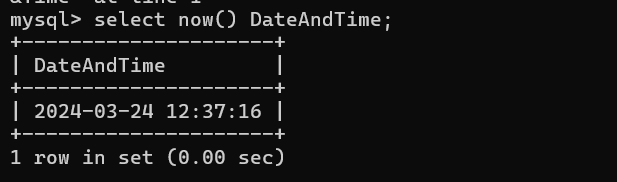 mysql> select now() DateAndTime;
+---------------------+
| DateAndTime         |
+---------------------+
| 2024-03-24 12:37:16 |
+---------------------+
1 row in set (0.00 sec)